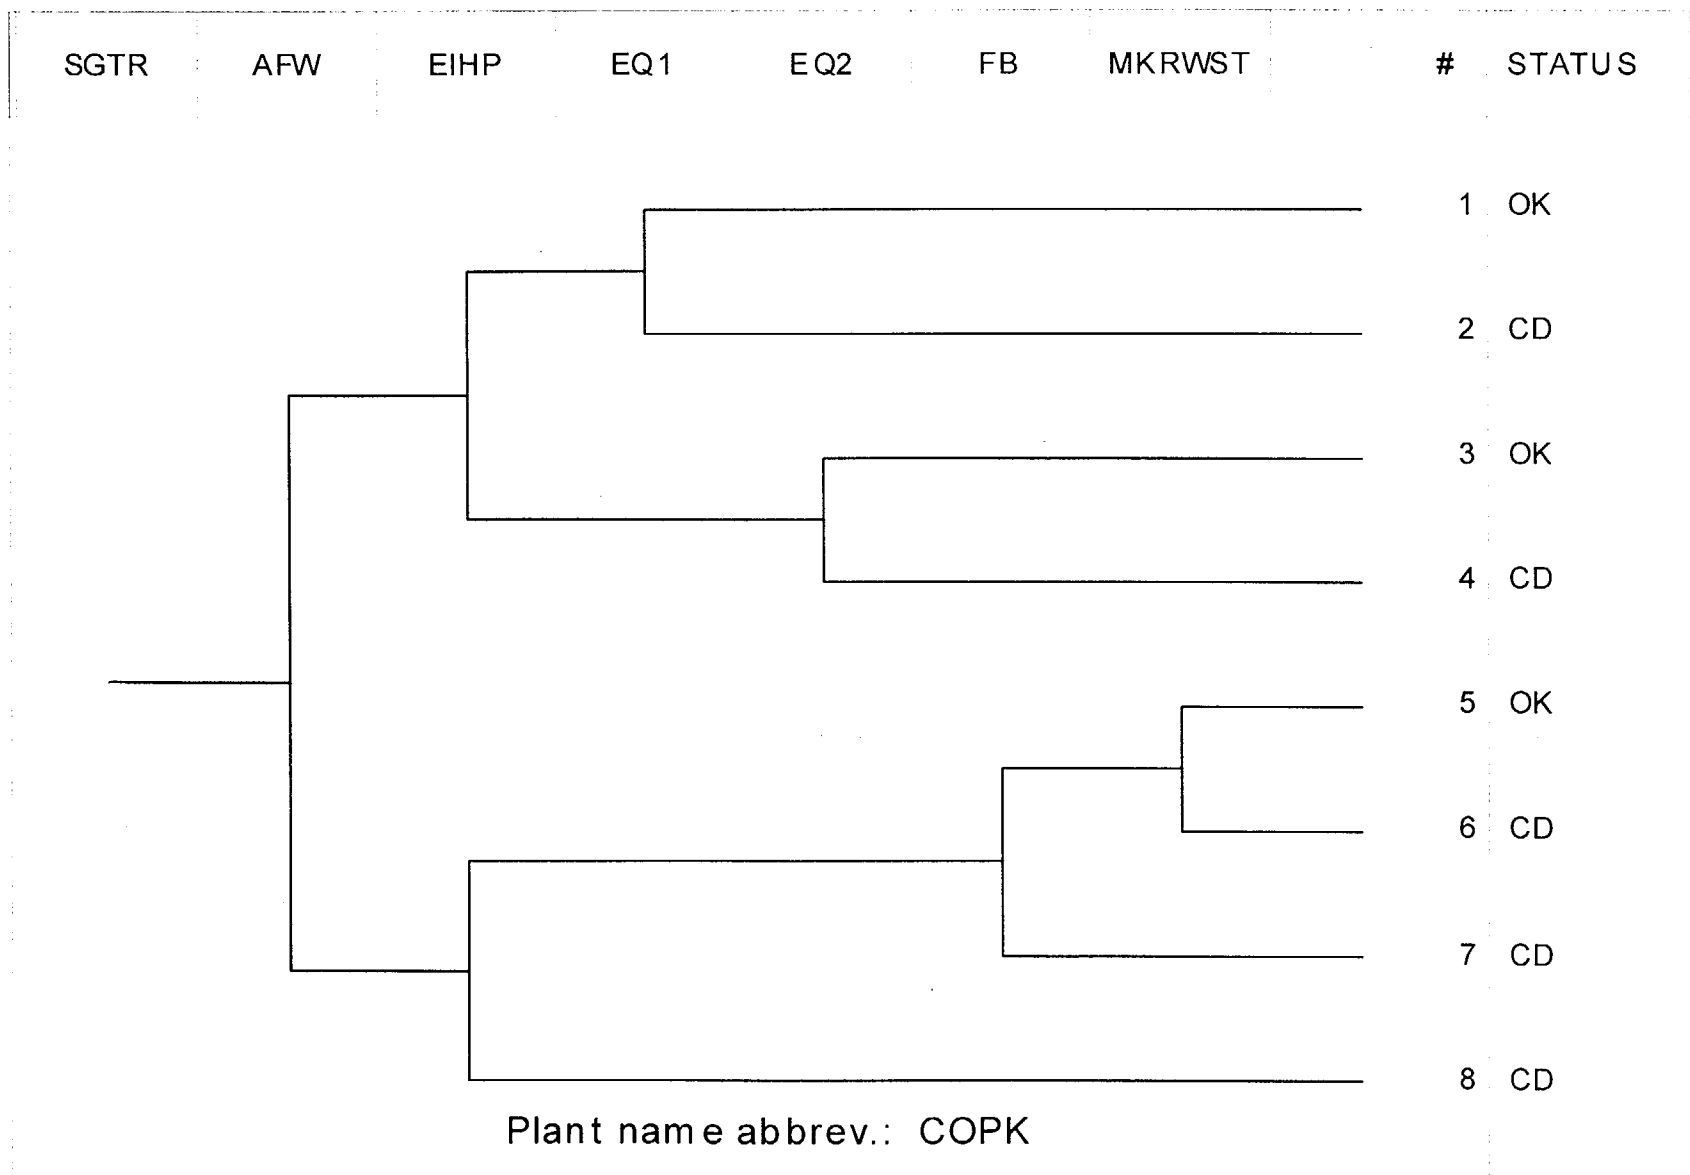 SGTR AFW EIHP EQ1 EQ2 FB MKRWST # STATUS
1 OK
2 CD
3 OK
4 CD
5 OK
6 CD
7 CD
8 CD
Plant name abbrev.: COPK